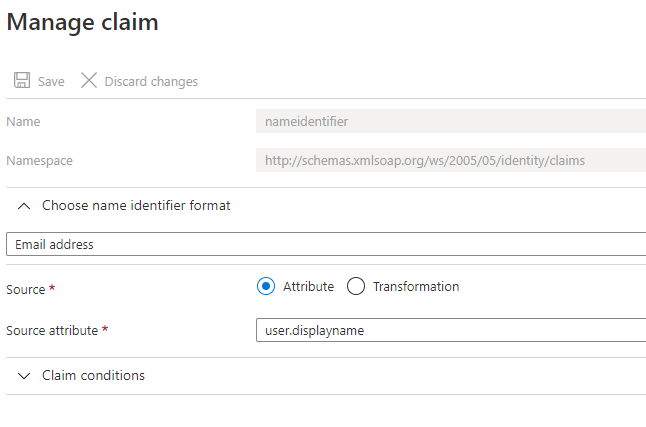 Manage claim
Save Discard changes
Name nameidentifier
Namespace http://schemas.xmlsoap.org/ws/2005/05/identity/claims
Choose name identifier format
Email address
Source * Attribute Transformation
Source attribute * user.displayname
Claim conditions